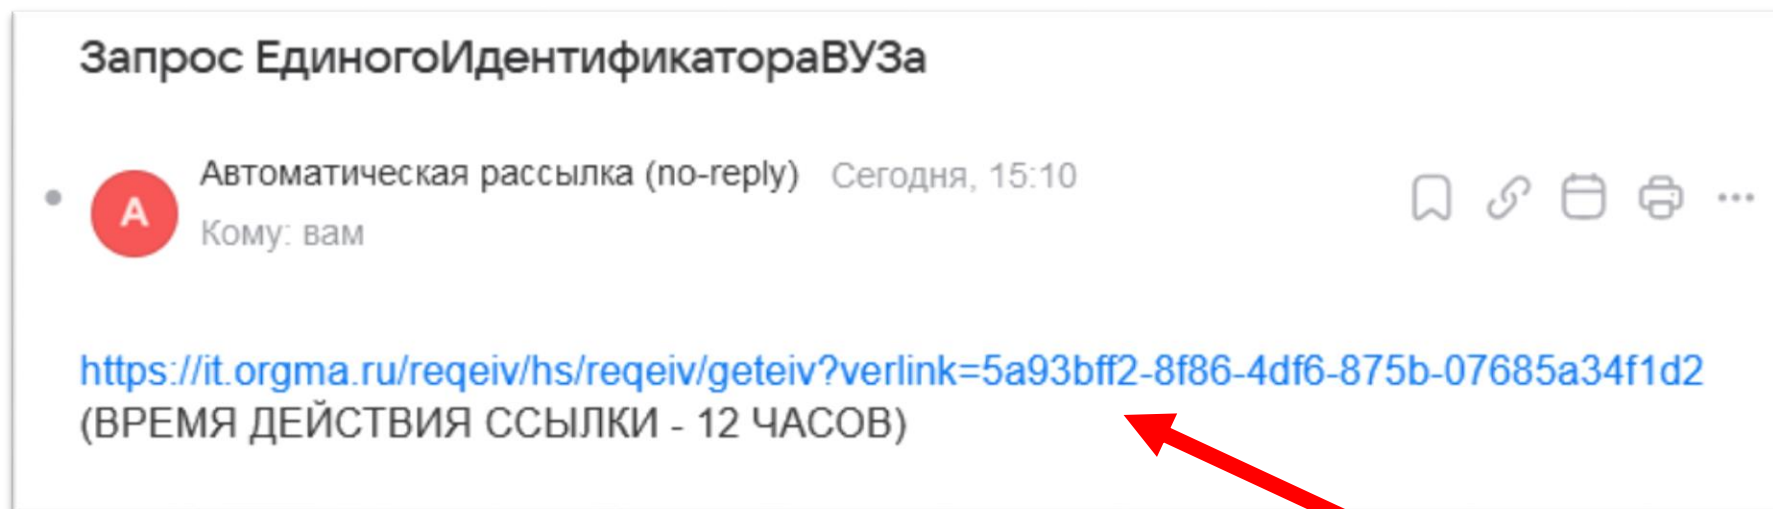 Запрос ЕдиногоИдентификатораВУЗа
Автоматическая рассылка (no-reply) Сегодня, 15:10
А
Кому: вам
https://it.orgma.ru/reqeiv/hs/reqeiv/geteiv?verlink=5a93bff2-8f86-4df6-875b-07685a34f1d2
(ВРЕМЯ ДЕЙСТВИЯ ССЫЛКИ - 12 ЧАСОВ)